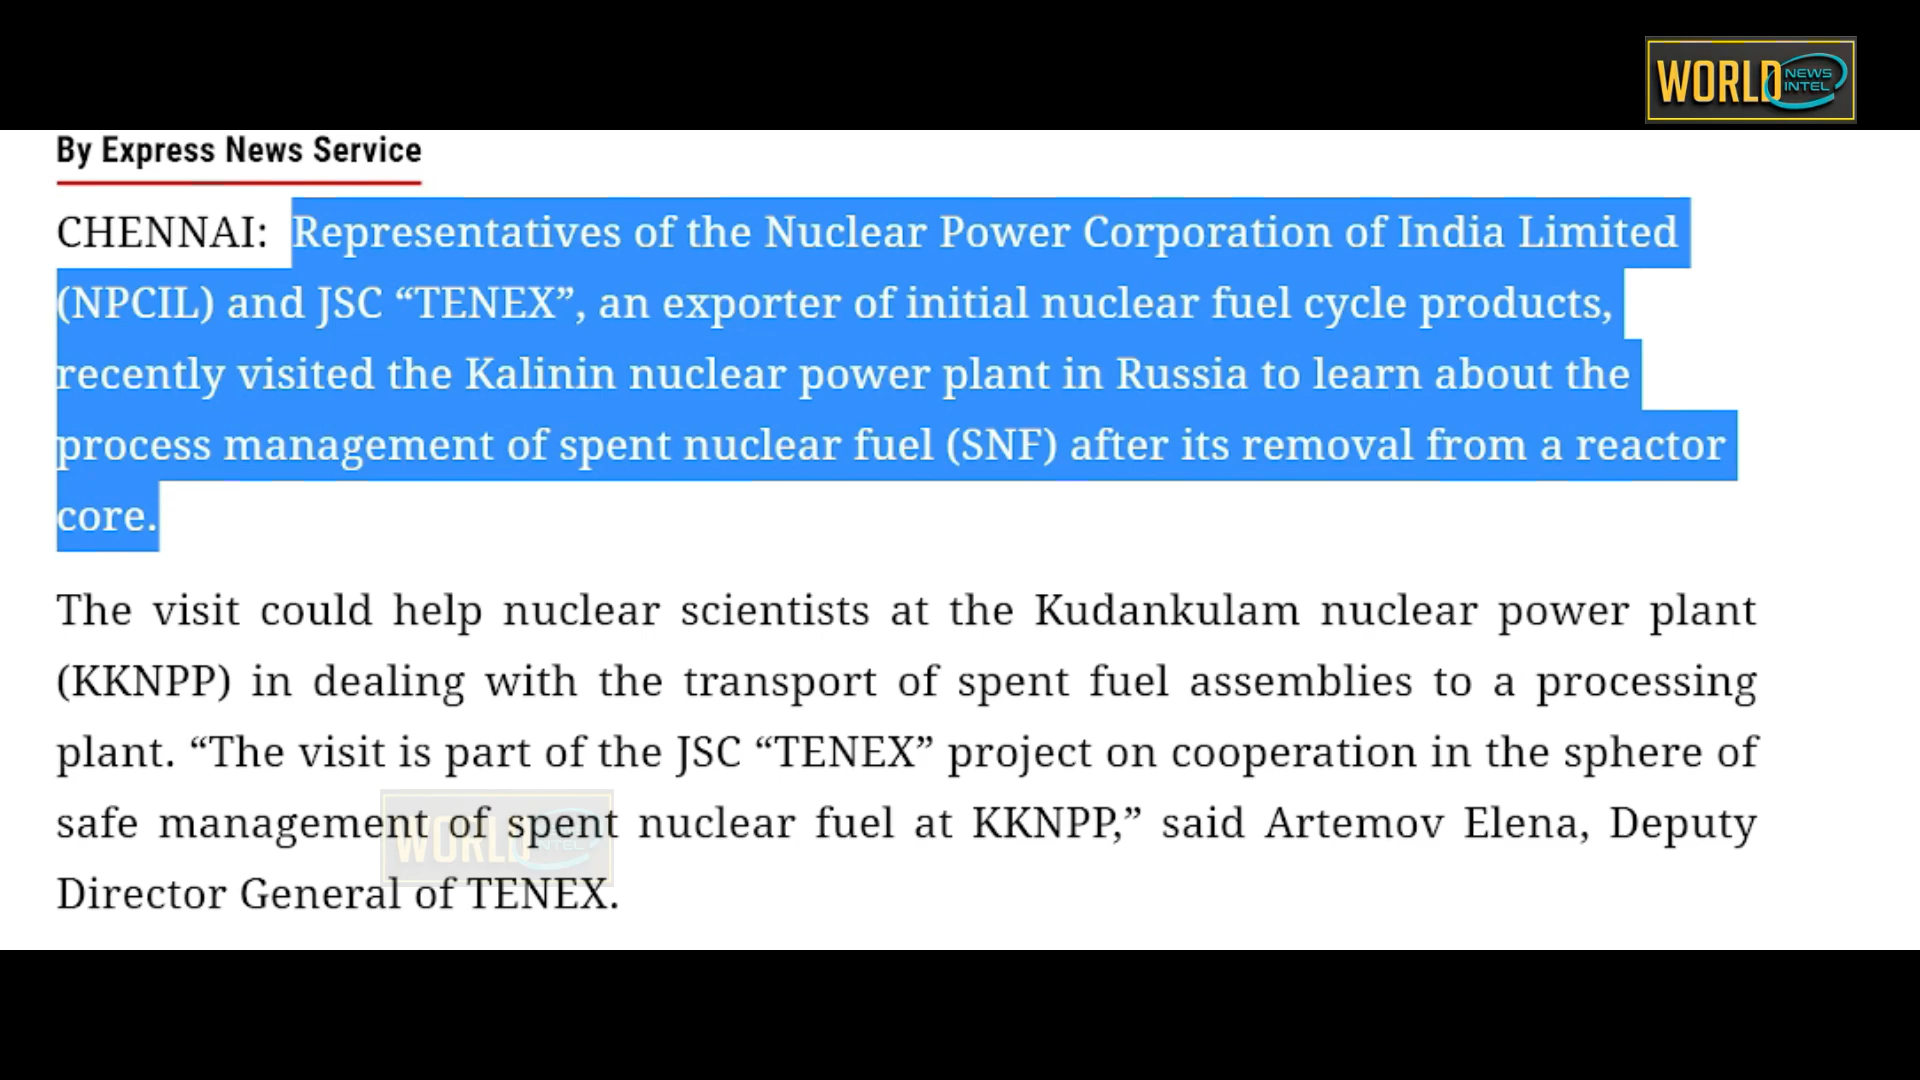 WORLD NEWS INTEL
By Express News Service
CHENNAI: Representatives of the Nuclear Power Corporation of India Limited
(NPCIL) and JSC “TENEX”, an exporter of initial nuclear fuel cycle products,
recently visited the Kalinin nuclear power plant in Russia to learn about the
process management of spent nuclear fuel (SNF) after its removal from a reactor
core.
The visit could help nuclear scientists at the Kudankulam nuclear power plant
(KKNPP) in dealing with the transport of spent fuel assemblies to a processing
plant. “The visit is part of the JSC “TENEX” project on cooperation in the sphere of
safe management of spent nuclear fuel at KKNPP,” said Artemov Elena, Deputy
WORLD INTEL
Director General of TENEX.